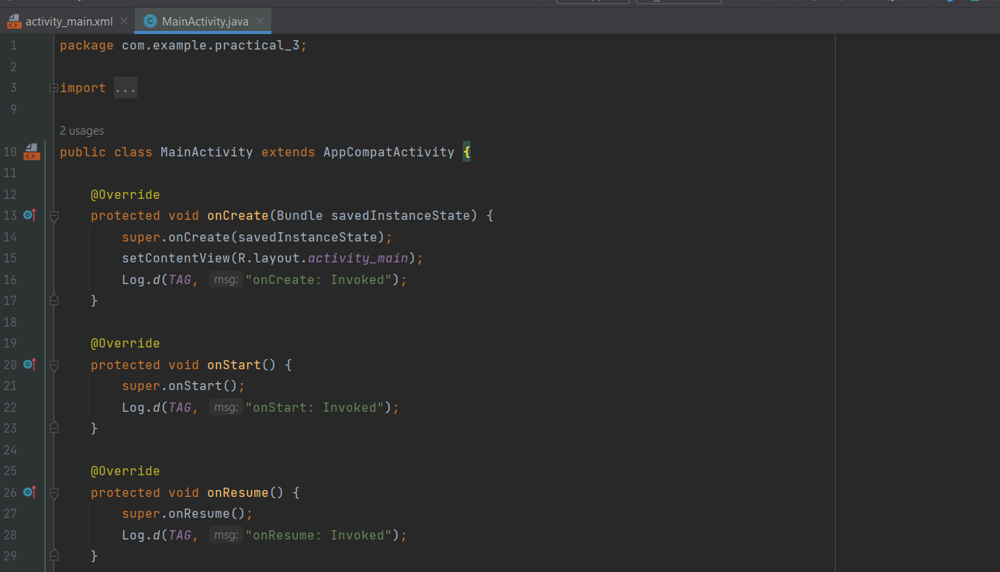 activity_main.xml MainActivity.java
1 package com.example.practical_3;
2
3 import ...
9
2 usages
10 public class MainActivity extends AppCompatActivity {
11
12 @Override
13 protected void onCreate(Bundle savedInstanceState) {
14 super.onCreate(savedInstanceState);
15 setContentView(R.layout.activity_main);
16 Log.d(TAG, msg: "onCreate: Invoked");
17 }
18
19 @Override
20 protected void onStart() {
21 super.onStart();
22 Log.d(TAG, msg: "onStart: Invoked");
23 }
24
25 @Override
26 protected void onResume() {
27 super.onResume();
28 Log.d(TAG, msg: "onResume: Invoked");
29 }